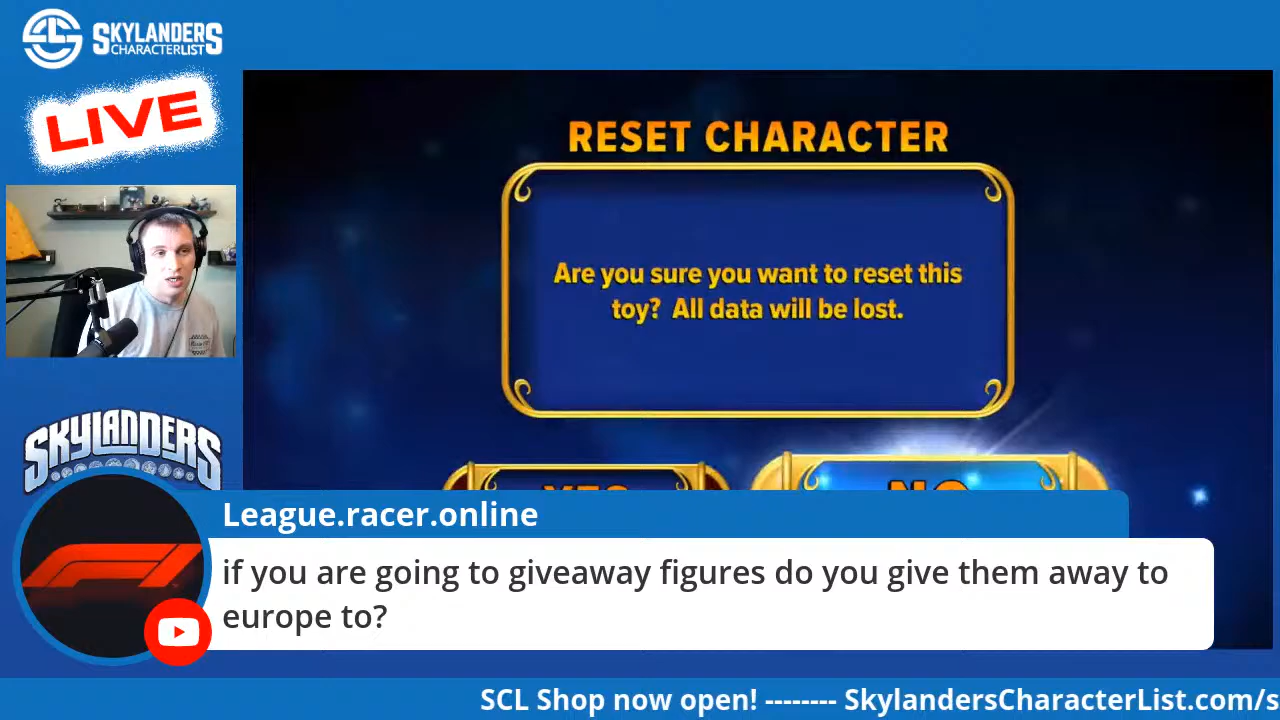 SKYLANDERS
CHARACTERLIST
LIVE
RESET CHARACTER
Are you sure you want to reset this
toy? All data will be lost.
YES
NO
SKYLANDERS
League.racer.online
if you are going to giveaway figures do you give them away to
europe to?
SCL Shop now open! -------- SkylandersCharacterList.com/s